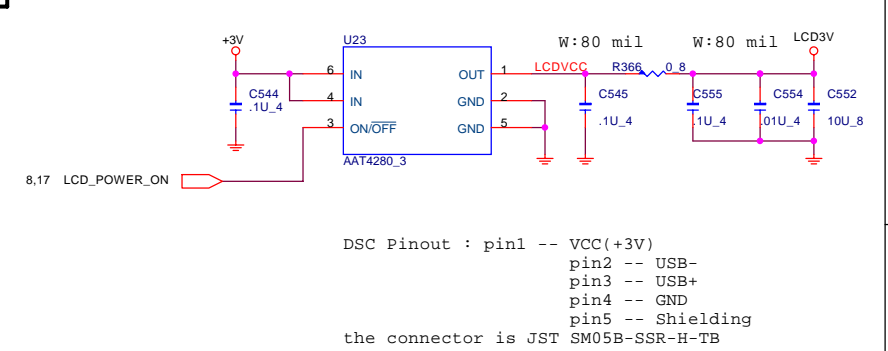 +3V
U23
W:80 mil
W:80 mil
LCD3V
6 IN
OUT 1
LCDVCC
R366
0_8
C544
.1U_4
4 IN
GND 2
C545
.1U_4
C555
.1U_4
C554
.01U_4
C552
10U_8
3 ON/OFF
GND 5
AAT4280_3
8,17 LCD_POWER_ON
DSC Pinout : pin1 -- VCC(+3V)
pin2 -- USB-
pin3 -- USB+
pin4 -- GND
pin5 -- Shielding
the connector is JST SM05B-SSR-H-TB